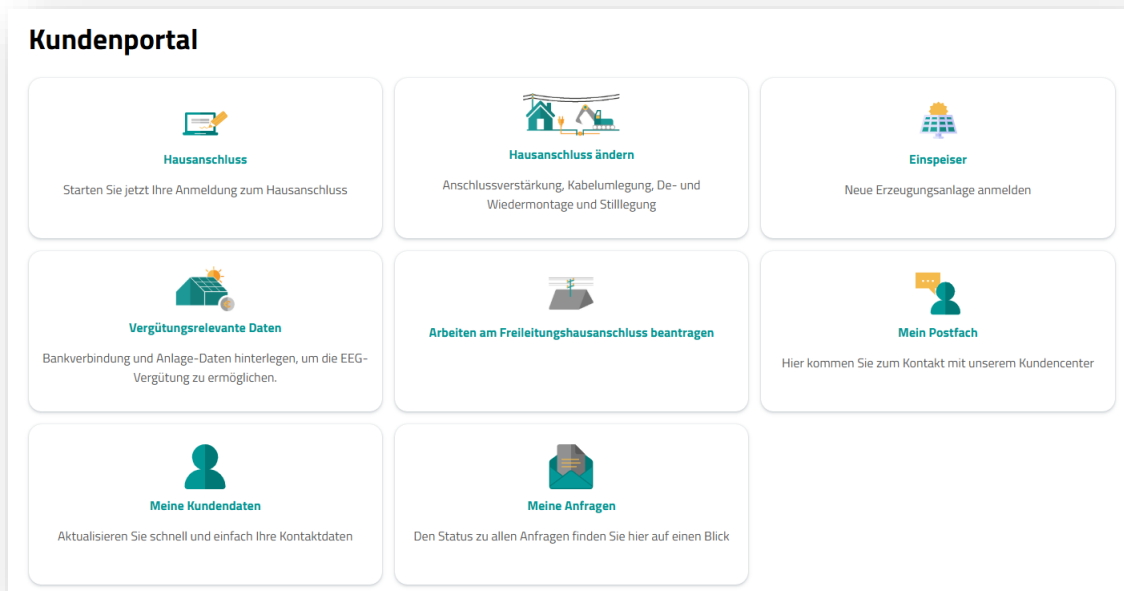 Kundenportal
Hausanschluss
Starten Sie jetzt Ihre Anmeldung zum Hausanschluss
Hausanschluss ändern
Anschlussverstärkung, Kabelumlegung, De- und
Wiedermontage und Stilllegung
Einspeiser
Neue Erzeugungsanlage anmelden
Vergütungsrelevante Daten
Bankverbindung und Anlage-Daten hinterlegen, um die EEG-
Vergütung zu ermöglichen.
Arbeiten am Freileitungshausanschluss beantragen
Mein Postfach
Hier kommen Sie zum Kontakt mit unserem Kundencenter
Meine Kundendaten
Aktualisieren Sie schnell und einfach Ihre Kontaktdaten
Meine Anfragen
Den Status zu allen Anfragen finden Sie hier auf einen Blick